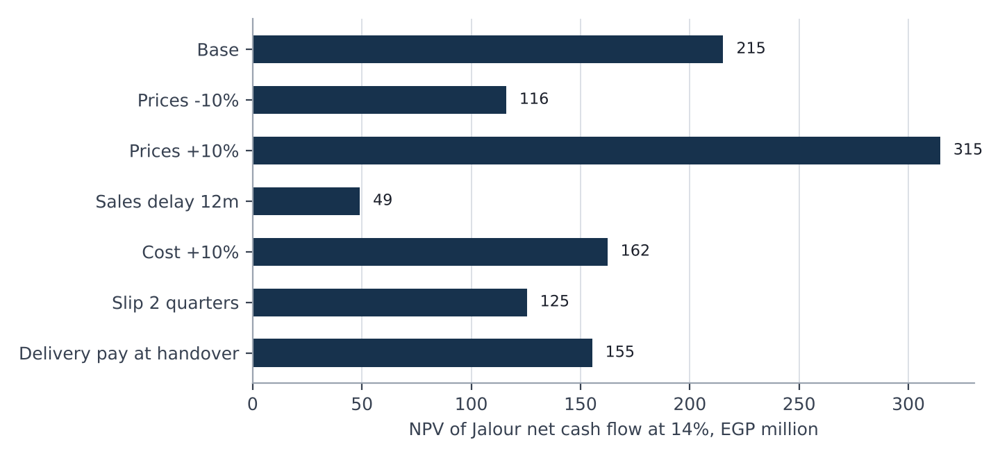 Base 215
Prices -10% 116
Prices +10% 315
Sales delay 12m 49
Cost +10% 162
Slip 2 quarters 125
Delivery pay at handover 155
0 50 100 150 200 250 300
NPV of Jalour net cash flow at 14%, EGP million